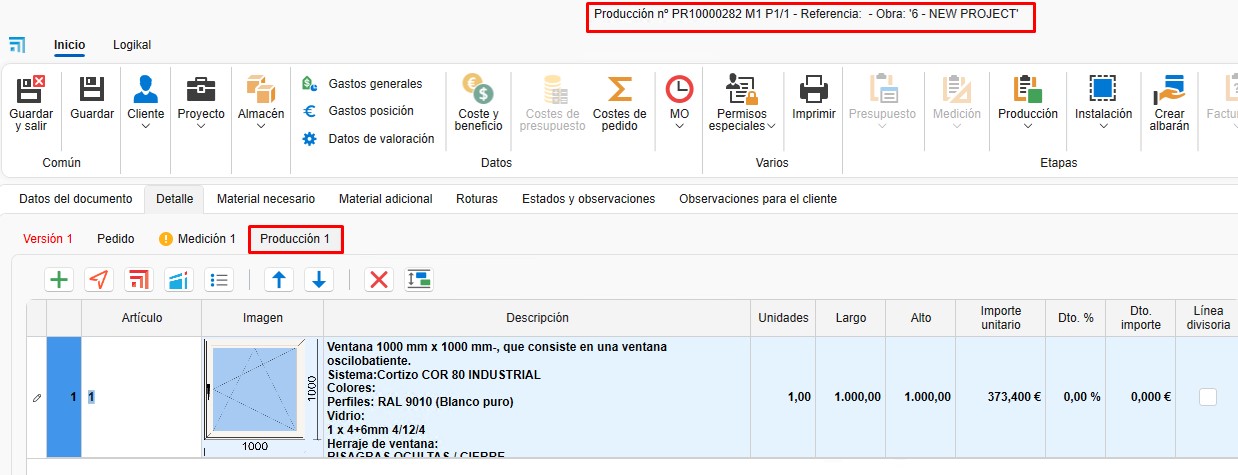 Producción nº PR10000282 M1 P1/1 - Referencia:  - Obra: '6 - NEW PROJECT'
Inicio
Logikal
Guardar y salir
Guardar
Común
Cliente
Proyecto
Almacén
Gastos generales
Gastos posición
Datos de valoración
Coste y beneficio
Costes de presupuesto
Costes de pedido
MO
Datos
Permisos especiales
Imprimir
Varios
Presupuesto
Medición
Producción
Instalación
Crear albarán
Factu
Etapas
Datos del documento
Detalle
Material necesario
Material adicional
Roturas
Estados y observaciones
Observaciones para el cliente
Versión 1
Pedido
Medición 1
Producción 1
Artículo
Imagen
Descripción
Unidades
Largo
Alto
Importe unitario
Dto. %
Dto. importe
Línea divisoria
1
1
1000
1000
Ventana 1000 mm x 1000 mm-, que consiste en una ventana
oscilobatiente.
Sistema:Cortizo COR 80 INDUSTRIAL
Colores:
Perfiles: RAL 9010 (Blanco puro)
Vidrio:
1 x 4+6mm 4/12/4
Herraje de ventana:
BISAGRAS OCULTAS / CIERRE
1,00
1.000,00
1.000,00
373,400 €
0,00 %
0,000 €